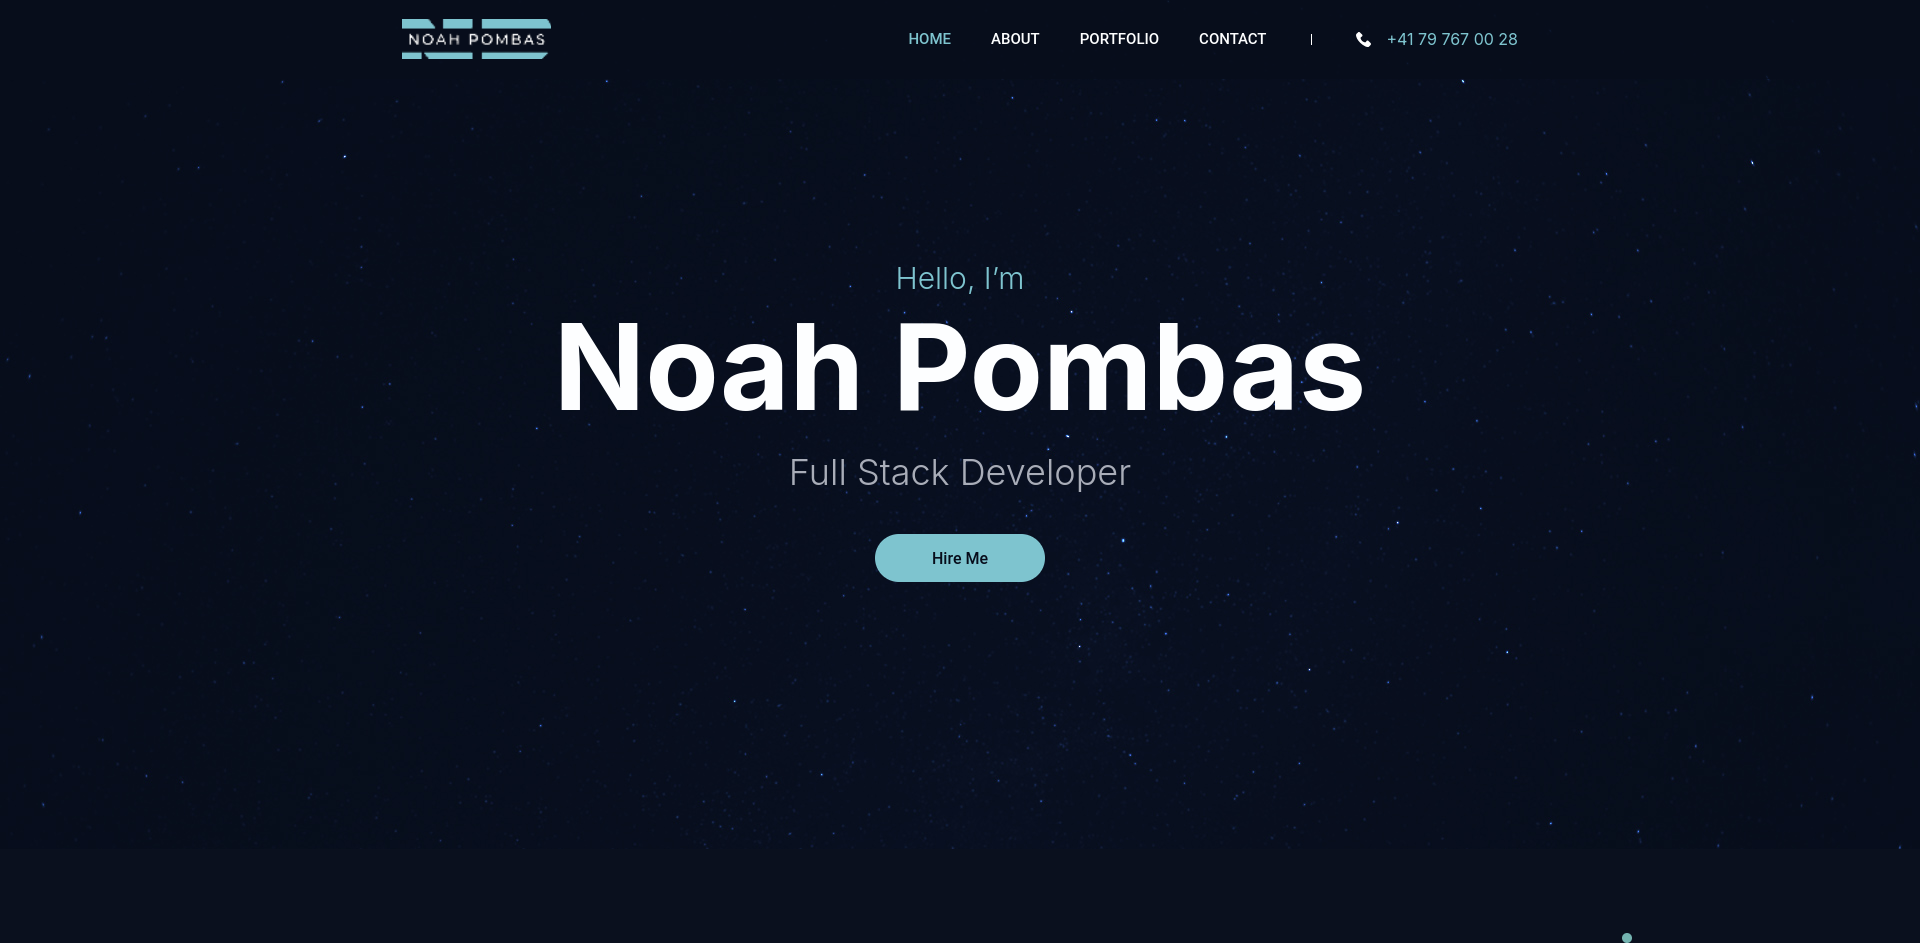 NOAH POMBAS
HOME ABOUT PORTFOLIO CONTACT | +41 79 767 00 28
Hello, I’m
Noah Pombas
Full Stack Developer
Hire Me